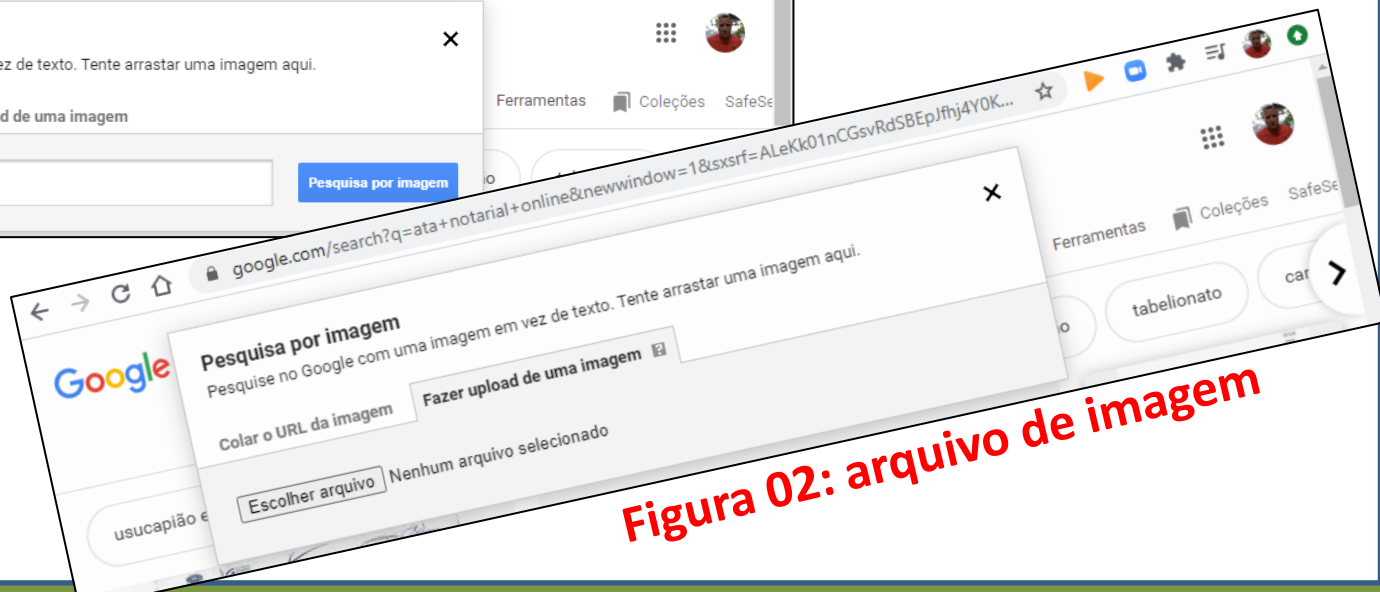 ez de texto. Tente arrastar uma imagem aqui.
d de uma imagem
Pesquisa por imagem
Ferramentas Coleções SafeSe
google.com/search?q=ata+notarial+online&newwindow=1&sxsrf=ALeKk01nCGsvRdSBEpJfhj4Y0K...
Google
Pesquisa por imagem
Pesquise no Google com uma imagem em vez de texto. Tente arrastar uma imagem aqui.
Colar o URL da imagem Fazer upload de uma imagem ?
Escolher arquivo Nenhum arquivo selecionado
Ferramentas Coleções SafeSe
usucapião e
tabelionato
car
Figura 02: arquivo de imagem